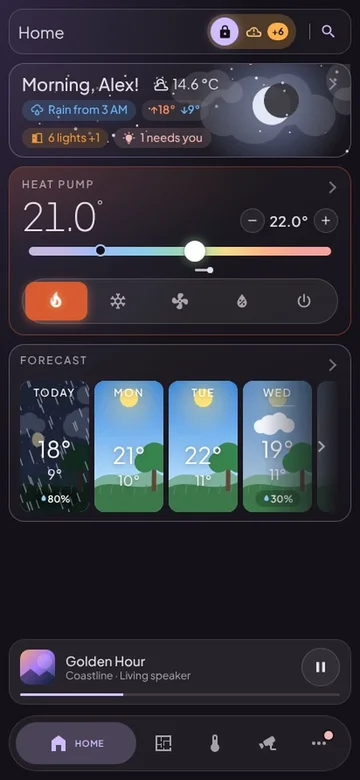 Home
+6
Morning, Alex!
14.6 °C
Rain from 3 AM
↑18° ↓9°
6 lights +1
1 needs you
HEAT PUMP
21.0°
22.0°
FORECAST
TODAY
18°
9°
80%
MON
21°
10°
TUE
22°
11°
WED
19°
11°
30%
Golden Hour
Coastline · Living speaker
HOME